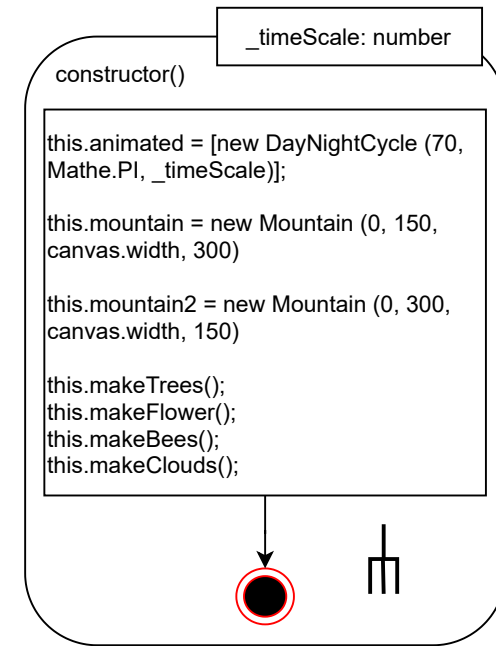 _timeScale: number
constructor()
this.animated = [new DayNightCycle (70,
Mathe.PI, _timeScale)];
this.mountain = new Mountain (0, 150,
canvas.width, 300)
this.mountain2 = new Mountain (0, 300,
canvas.width, 150)
this.makeTrees();
this.makeFlower();
this.makeBees();
this.makeClouds();